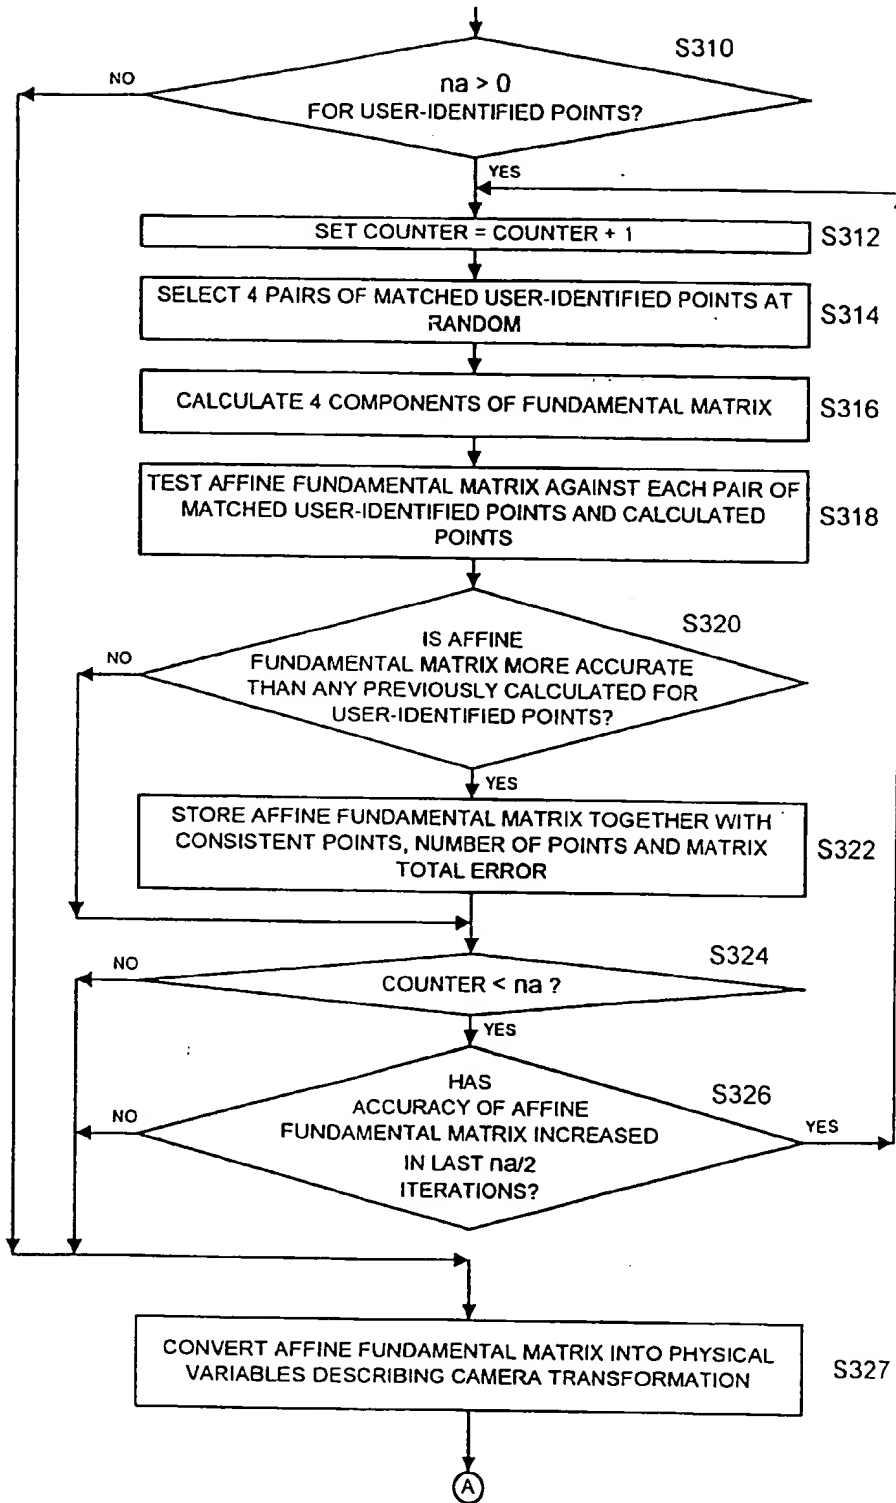 S310
NO
na > 0
FOR USER-IDENTIFIED POINTS?
YES
SET COUNTER = COUNTER + 1
S312
SELECT 4 PAIRS OF MATCHED USER-IDENTIFIED POINTS AT
RANDOM
S314
CALCULATE 4 COMPONENTS OF FUNDAMENTAL MATRIX
S316
TEST AFFINE FUNDAMENTAL MATRIX AGAINST EACH PAIR OF
MATCHED USER-IDENTIFIED POINTS AND CALCULATED
POINTS
S318
S320
NO
IS AFFINE
FUNDAMENTAL MATRIX MORE ACCURATE
THAN ANY PREVIOUSLY CALCULATED FOR
USER-IDENTIFIED POINTS?
YES
STORE AFFINE FUNDAMENTAL MATRIX TOGETHER WITH
CONSISTENT POINTS, NUMBER OF POINTS AND MATRIX
TOTAL ERROR
S322
S324
NO
COUNTER < na ?
YES
S326
HAS
ACCURACY OF AFFINE
FUNDAMENTAL MATRIX INCREASED
IN LAST na/2
ITERATIONS?
NO
YES
CONVERT AFFINE FUNDAMENTAL MATRIX INTO PHYSICAL
VARIABLES DESCRIBING CAMERA TRANSFORMATION
S327
A